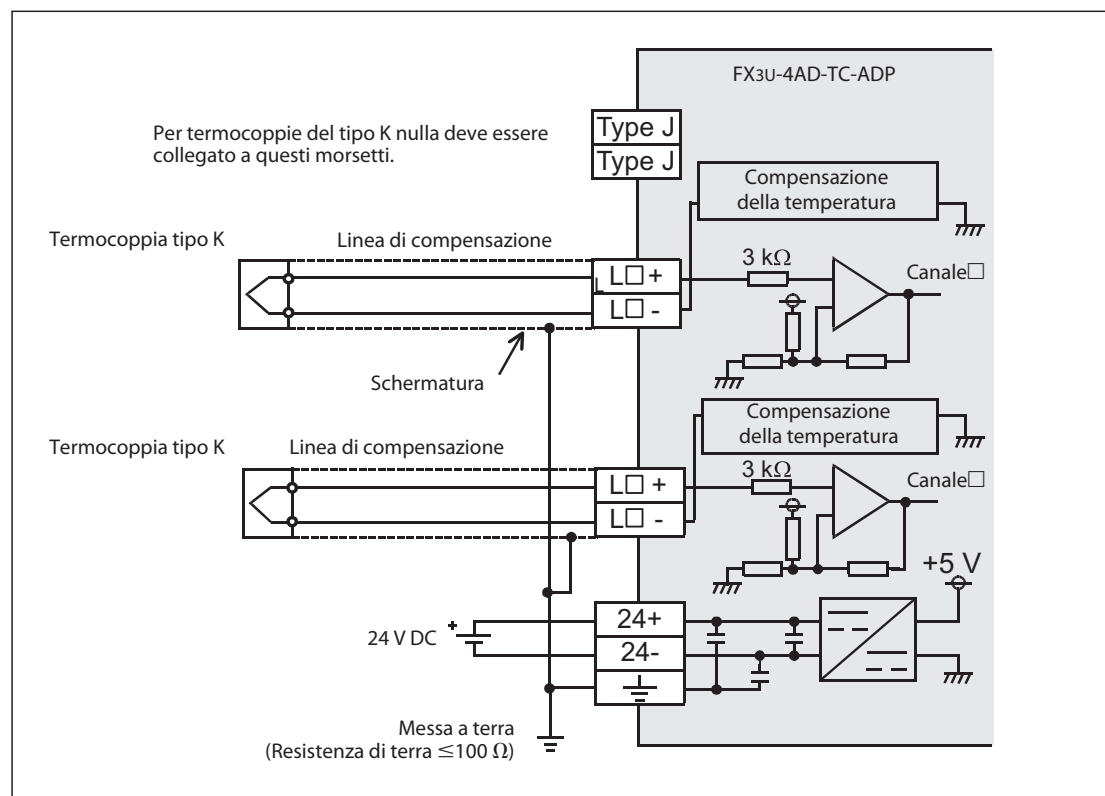 FX3U-4AD-TC-ADP
Per termocoppie del tipo K nulla deve essere
collegato a questi morsetti.
Type J
Type J
Compensazione
della temperatura
Termocoppia tipo K
Linea di compensazione
L□ +
L□ -
3 kΩ
Canale□
Schermatura
Compensazione
della temperatura
Termocoppia tipo K
Linea di compensazione
L□ +
L□ -
3 kΩ
Canale□
+5 V
24 V DC
+
24+
24-
Messa a terra
(Resistenza di terra ≤100 Ω)